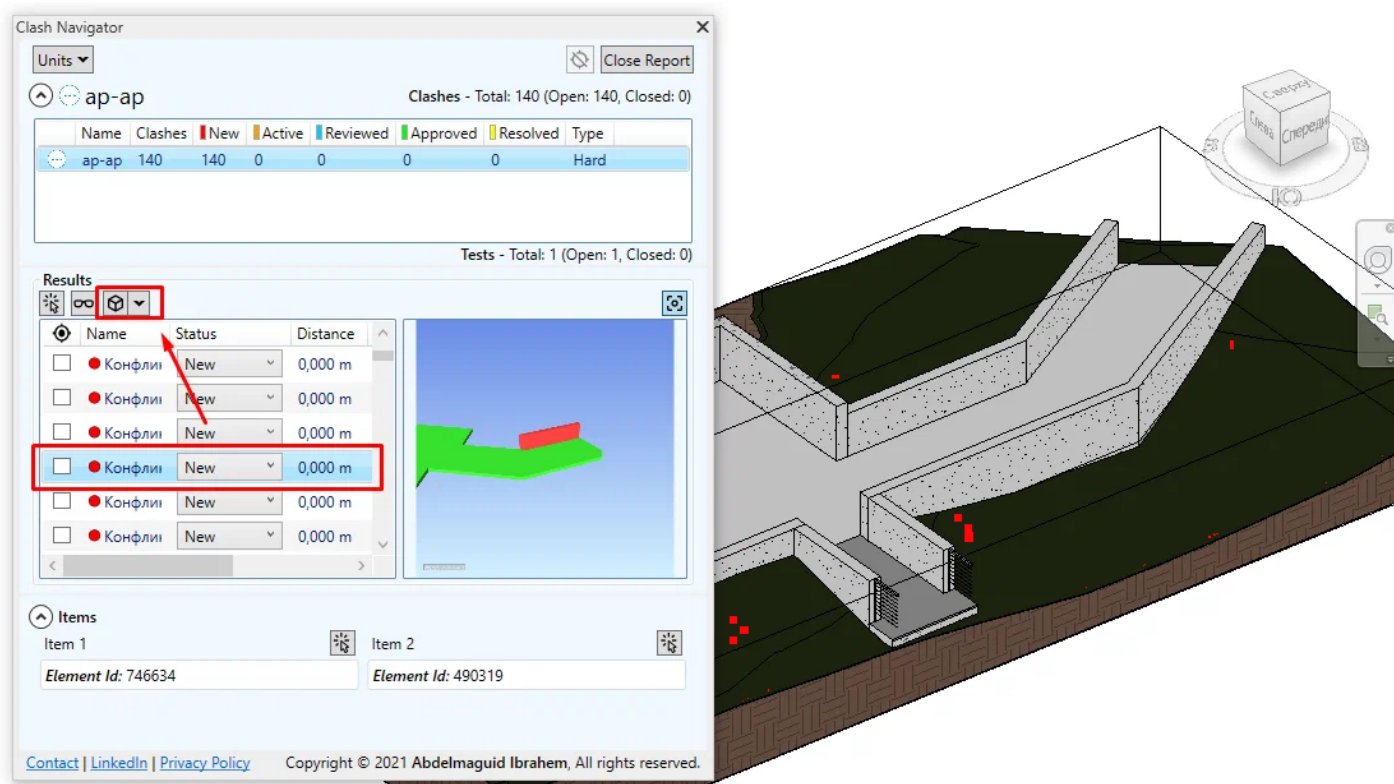 Clash Navigator
Units
Close Report
ар-ар
Clashes - Total: 140 (Open: 140, Closed: 0)
Name Clashes New Active Reviewed Approved Resolved Type
ар-ар 140 140 0 0 0 0 Hard
Tests - Total: 1 (Open: 1, Closed: 0)
Results
Name Status Distance
Конфли New 0,000 m
Конфли New 0,000 m
Конфли New 0,000 m
Конфли New 0,000 m
Конфли New 0,000 m
Конфли New 0,000 m
Items
Item 1
Item 2
Element Id: 746634
Element Id: 490319
Contact | LinkedIn | Privacy Policy
Copyright © 2021 Abdelmaguid Ibrahem, All rights reserved.
Сверху
Слева
Спереди
З
В
Ю